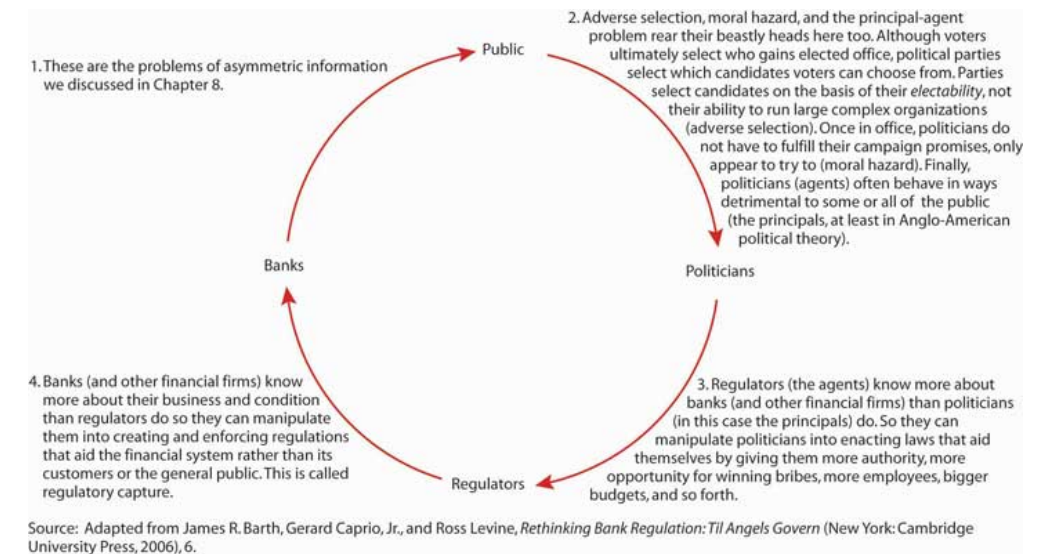 Public
1. These are the problems of asymmetric information
we discussed in Chapter 8.
2. Adverse selection, moral hazard, and the principal-agent
problem rear their beastly heads here too. Although voters
ultimately select who gains elected office, political parties
select which candidates voters can choose from. Parties
select candidates on the basis of their electability, not
their ability to run large complex organizations
(adverse selection). Once in office, politicians do
not have to fulfill their campaign promises, only
appear to try to (moral hazard). Finally,
politicians (agents) often behave in ways
detrimental to some or all of the public
(the principals, at least in Anglo-American
political theory).
Banks
Politicians
3. Regulators (the agents) know more about
banks (and other financial firms) than politicians
(in this case the principals) do. So they can
manipulate politicians into enacting laws that aid
themselves by giving them more authority, more
opportunity for winning bribes, more employees, bigger
budgets, and so forth.
4. Banks (and other financial firms) know
more about their business and condition
than regulators do so they can manipulate
them into creating and enforcing regulations
that aid the financial system rather than its
customers or the general public. This is called
regulatory capture.
Regulators
Source: Adapted from James R. Barth, Gerard Caprio, Jr., and Ross Levine, Rethinking Bank Regulation: Til Angels Govern (New York: Cambridge
University Press, 2006), 6.